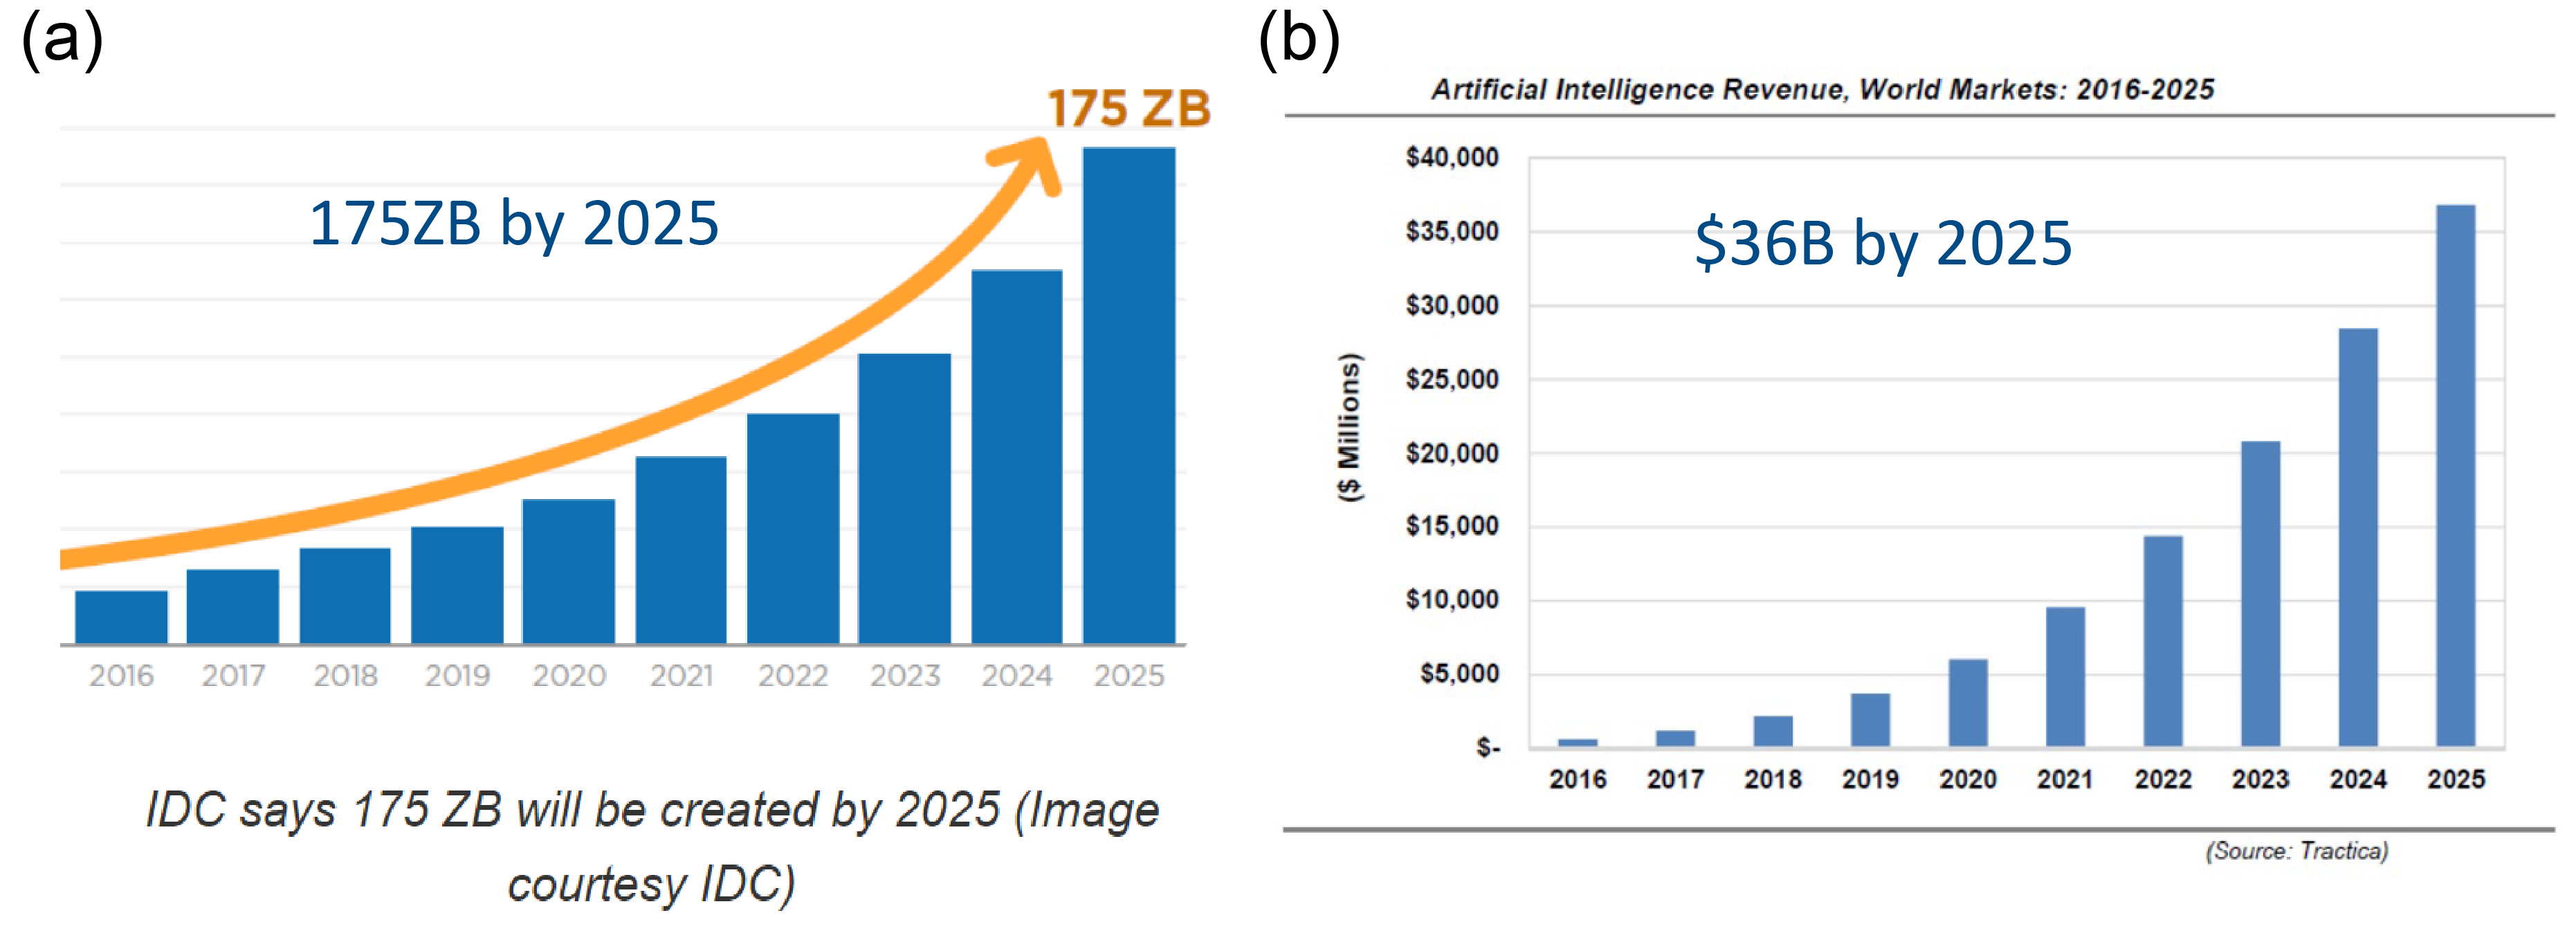 (a)
175 ZB
175ZB by 2025
2016 2017 2018 2019 2020 2021 2022 2023 2024 2025
IDC says 175 ZB will be created by 2025 (Image
courtesy IDC)
(b)
Artificial Intelligence Revenue, World Markets: 2016-2025
$40,000
$35,000
$30,000
$25,000
$20,000
$15,000
$10,000
$5,000
$-
($ Millions)
$36B by 2025
2016 2017 2018 2019 2020 2021 2022 2023 2024 2025
(Source: Tractica)